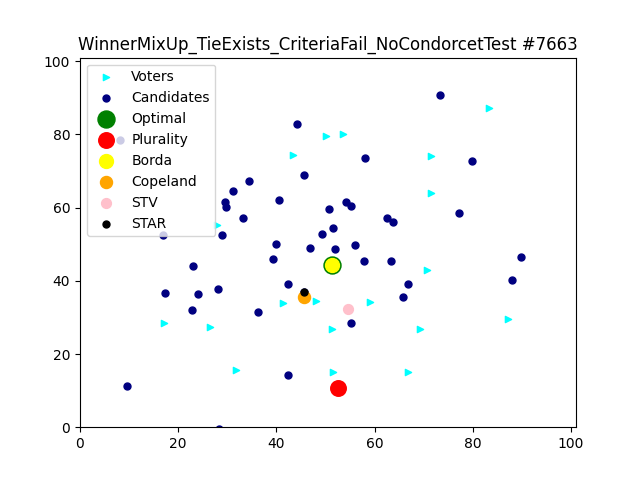 WinnerMixUp_TieExists_CriteriaFail_NoCondorcetTest #7663
100
80
60
40
20
0
Voters
Candidates
Optimal
Plurality
Borda
Copeland
STV
STAR
0 20 40 60 80 100